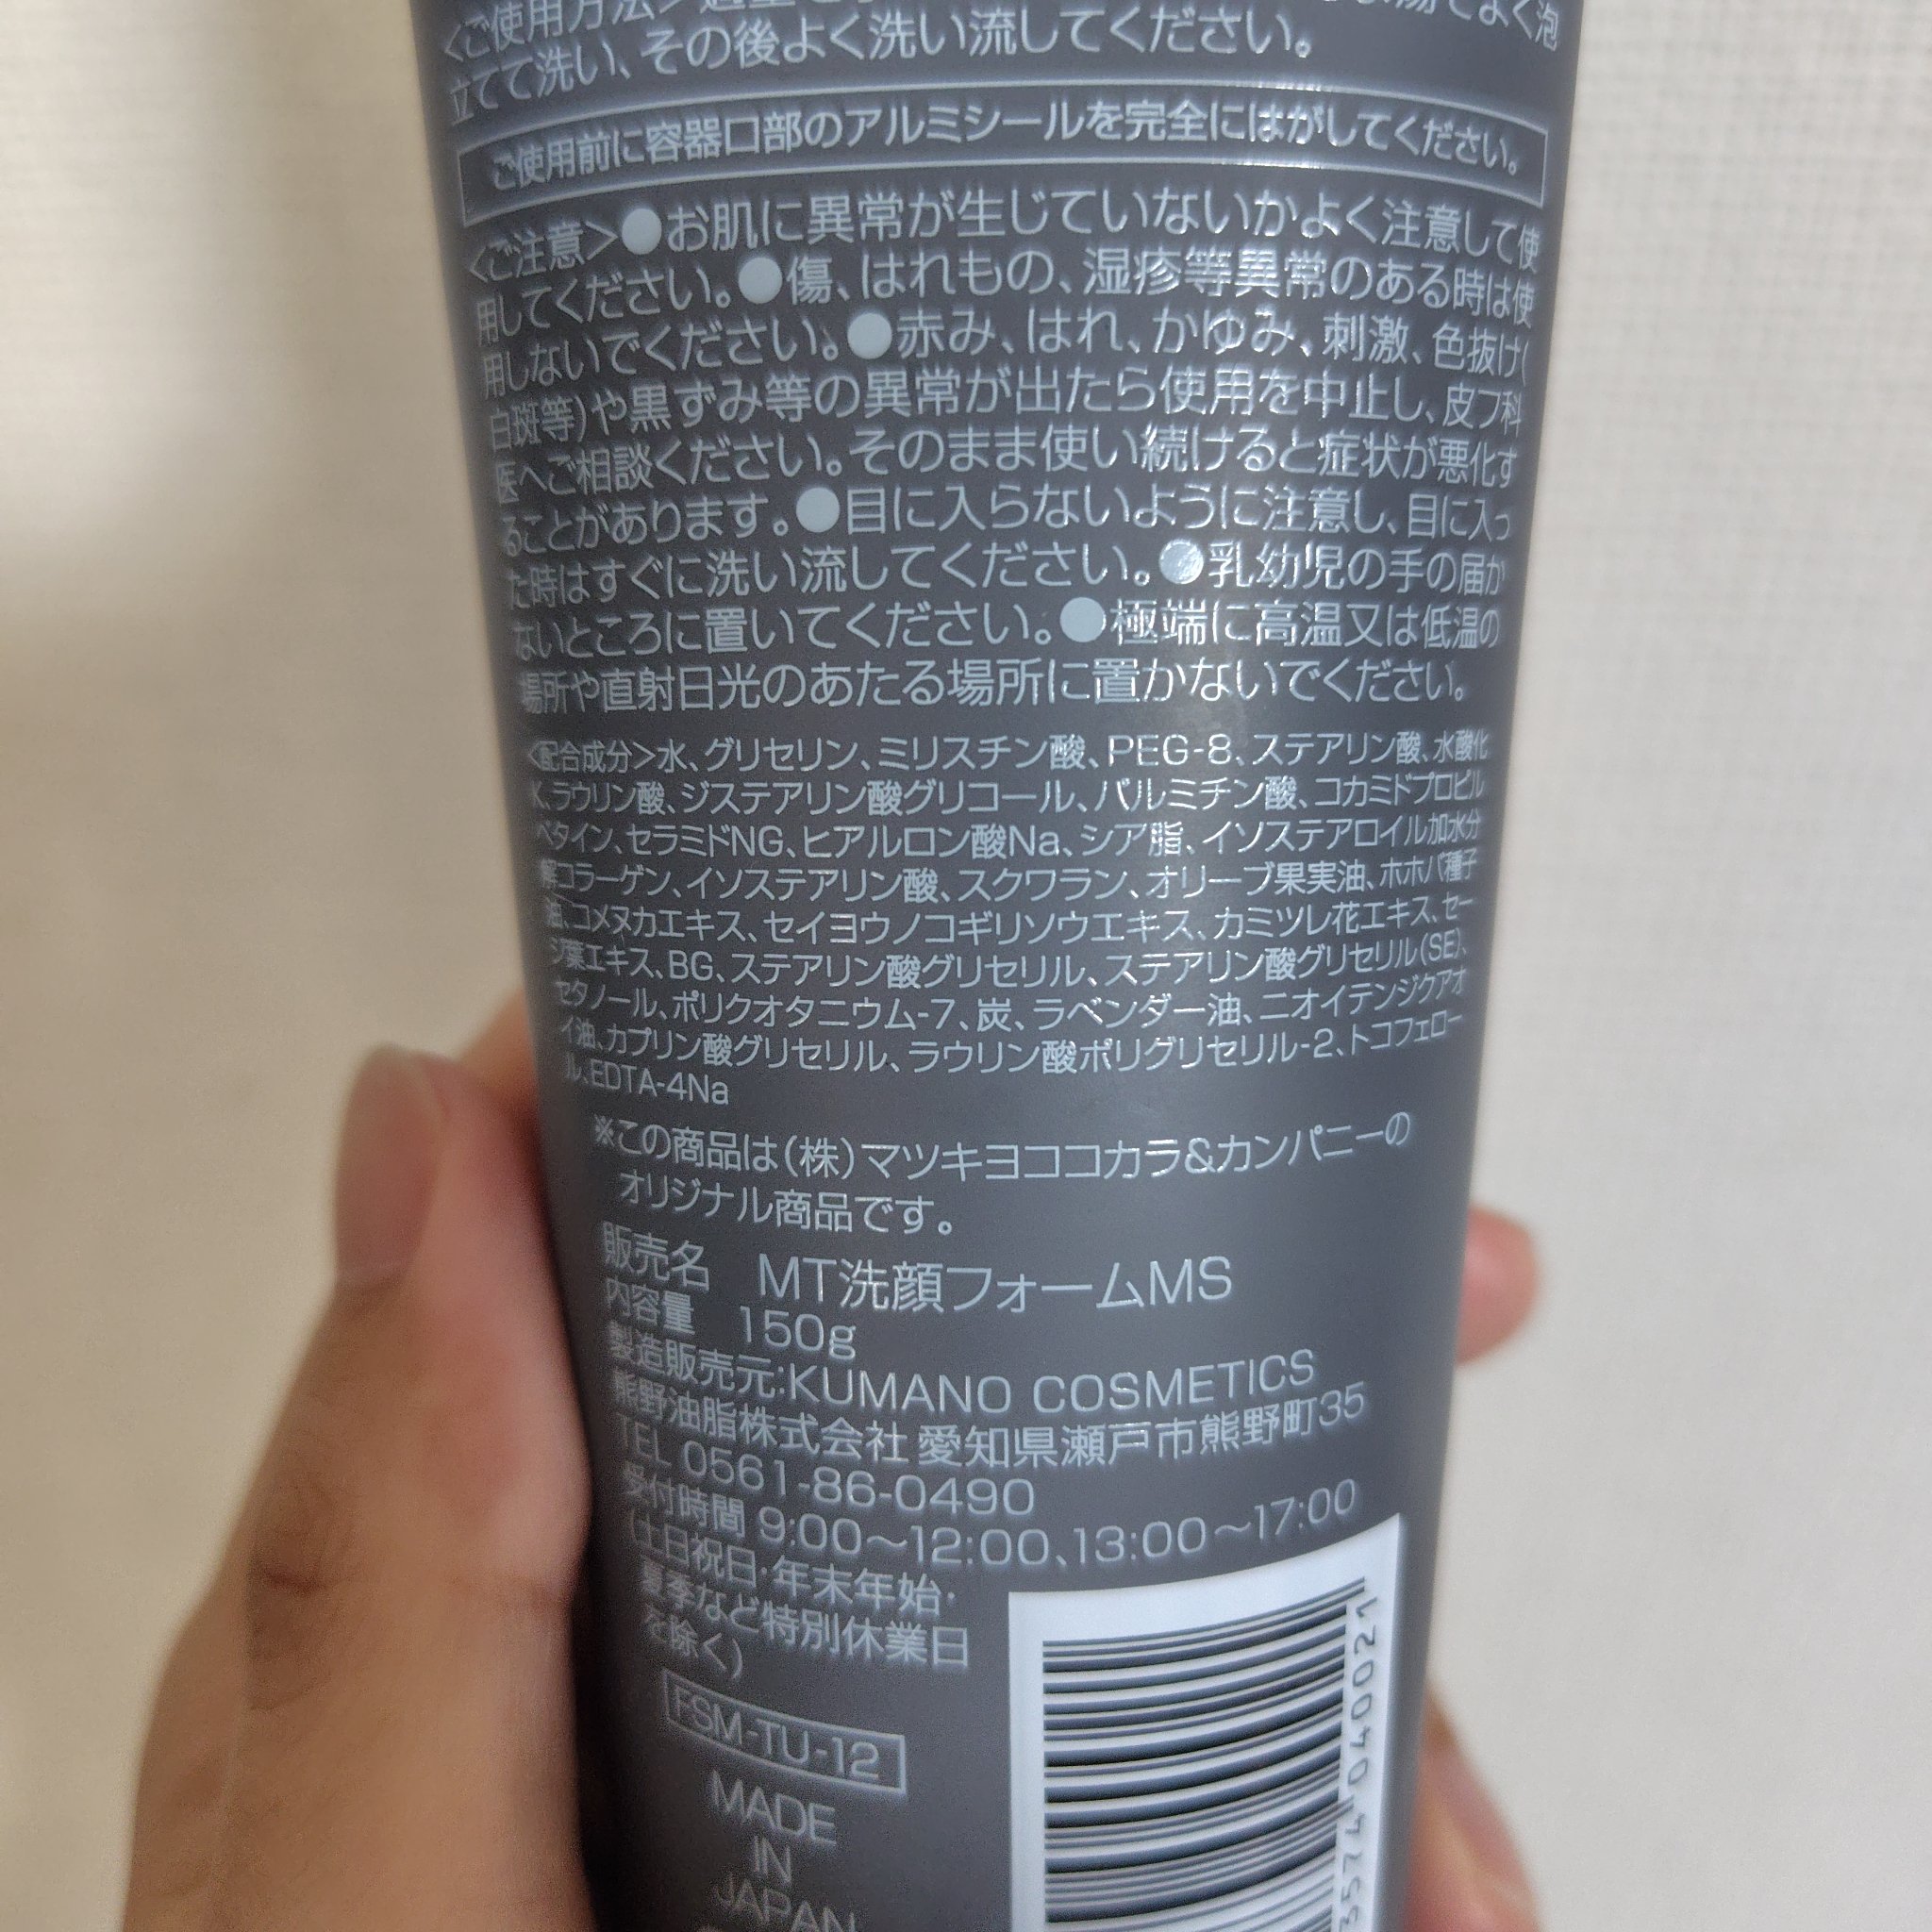 <ご使用方法>適量を
でよく泡
立てて洗い、その後よく洗い流してください。
ご使用前に容器口部のアルミシールを完全にはがしてください。
<ご注意>●お肌に異常が生じていないかよく注意して使
用してください。●傷、はれもの、湿疹等異常のある時は使
用しないでください。●赤み、はれ、かゆみ、刺激、色抜け(
白斑等)や黒ずみ等の異常が出たら使用を中止し、皮フ科
医へご相談ください。そのまま使い続けると症状が悪化す
ることがあります。●目に入らないように注意し、目に入っ
た時はすぐに洗い流してください。●乳幼児の手の届か
ないところに置いてください。●極端に高温又は低温の
場所や直射日光のあたる場所に置かないでください。
<配合成分>水、グリセリン、ミリスチン酸、PEG-8、ステアリン酸、水酸化
K、ラウリン酸、ジステアリン酸グリコール、パルミチン酸、コカミドプロピル
ベタイン、セラミドNG、ヒアルロン酸Na、シア脂、イソステアロイル加水分
解コラーゲン、イソステアリン酸、スクワラン、オリーブ果実油、ホホバ種子
油、コメヌカエキス、セイヨウノコギリソウエキス、カミツレ花エキス、セー
ジ葉エキス、BG、ステアリン酸グリセリル、ステアリン酸グリセリル(SE)、
セタノール、ポリクオタニウム-7、炭、ラベンダー油、ニオイテンジクアオ
イ油、カプリン酸グリセリル、ラウリン酸ポリグリセリル-2、トコフェロー
ル、EDTA-4Na
※この商品は(株)マツキヨココカラ&カンパニーの
オリジナル商品です。
販売名 MT洗顔フォームMS
内容量 150g
製造販売元:KUMANO COSMETICS
熊野油脂株式会社 愛知県瀬戸市熊野町35
TEL 0561-86-0490
受付時間 9:00～12:00、13:00～17:00
(土日祝日・年末年始・
夏季など特別休業日
を除く)
FSM-TU-12
MADE
IN
JAPAN
3574 040021